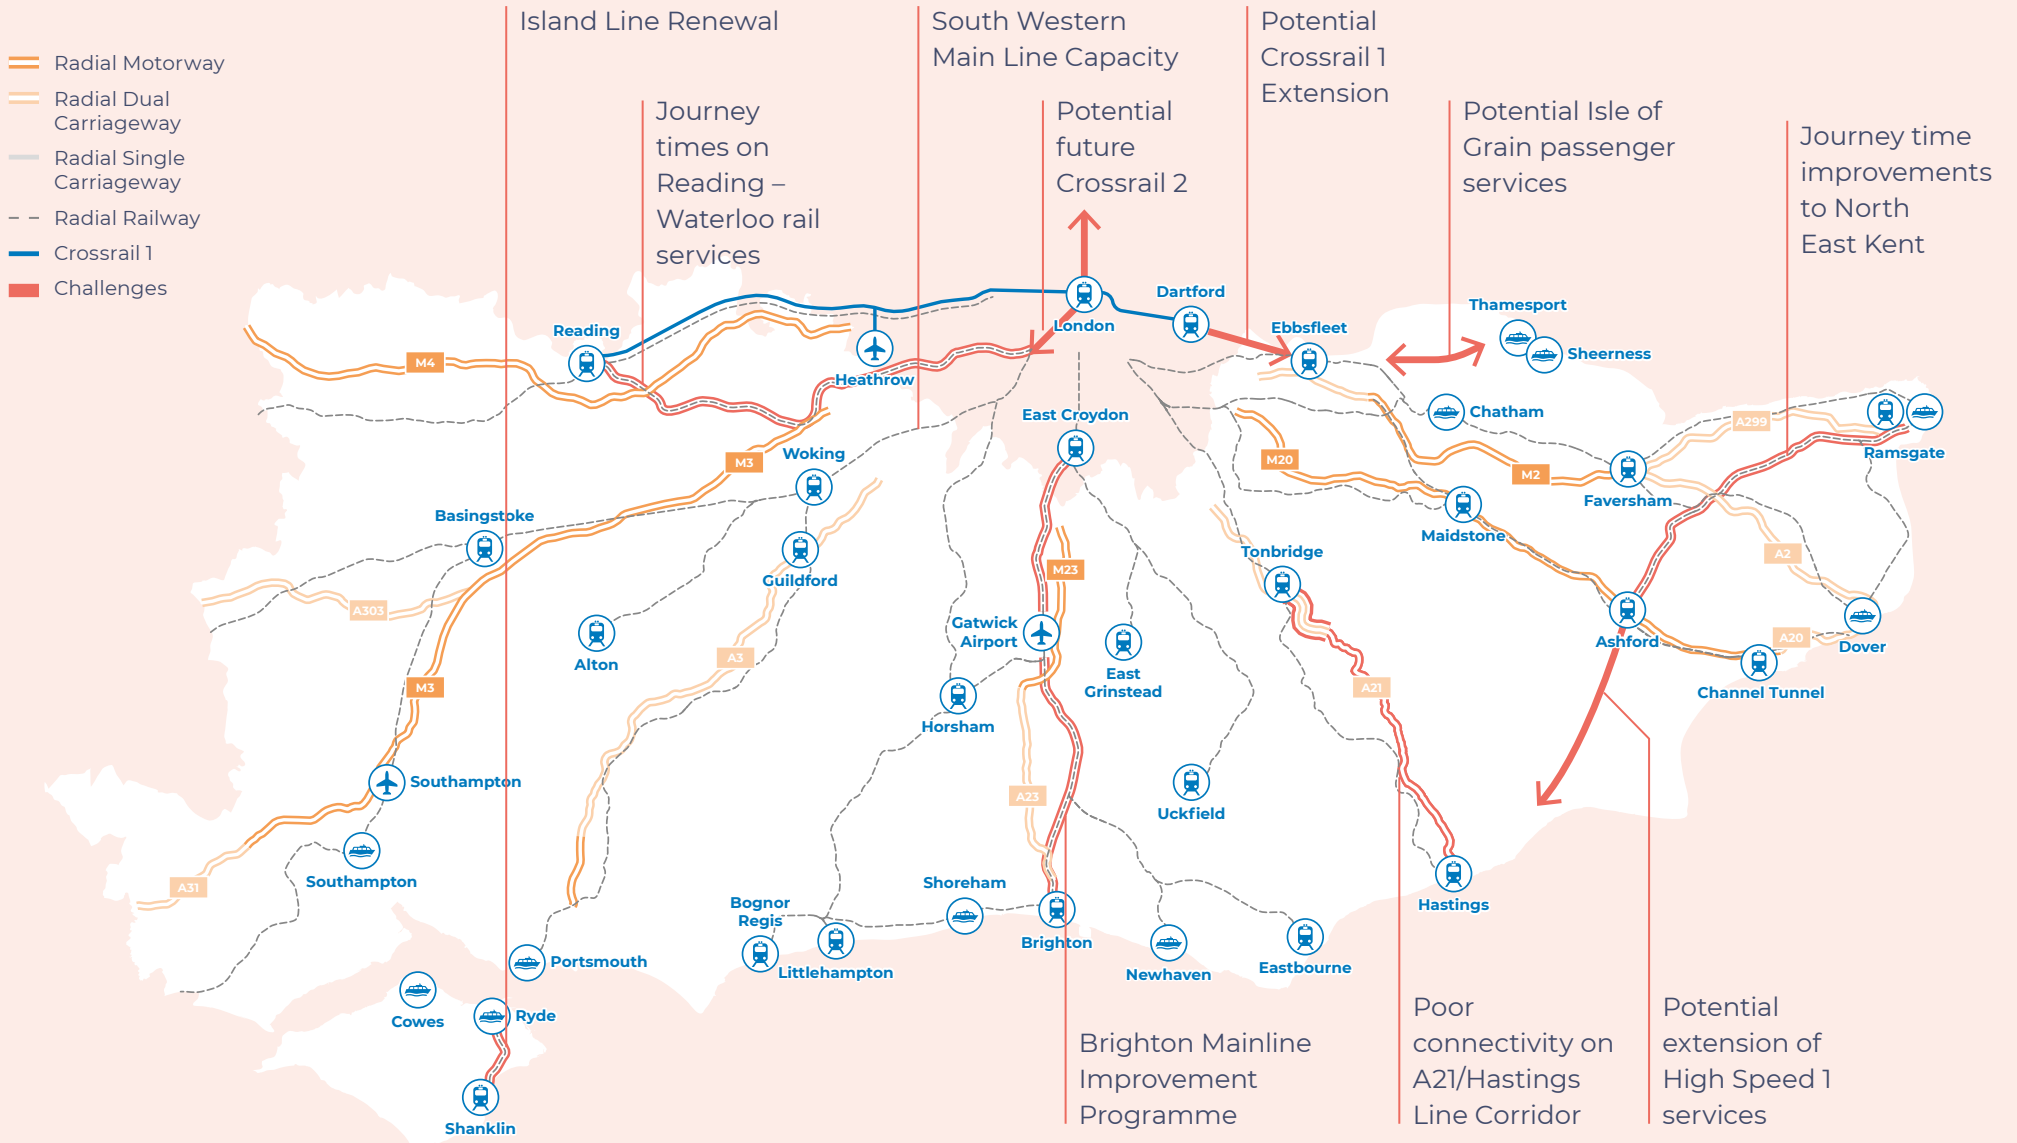 Island Line Renewal
South Western
Main Line Capacity
Potential
Crossrail 1
Extension
Radial Motorway
Radial Dual
Carriageway
Radial Single
Carriageway
Radial Railway
Crossrail 1
Challenges
Journey
times on
Reading –
Waterloo rail
services
Potential
future
Crossrail 2
Potential Isle of
Grain passenger
services
Journey time
improvements
to North
East Kent
Reading
M4
Heathrow
London
Dartford
Ebbsfleet
Thamesport
Sheerness
Chatham
A299
Ramsgate
East Croydon
M3
Woking
M20
M2
Faversham
Maidstone
Basingstoke
Guildford
M23
Tonbridge
A2
A303
Alton
A3
Gatwick
Airport
East
Grinstead
Horsham
Ashford
A20
Dover
Channel Tunnel
M3
A21
Southampton
A23
Uckfield
Southampton
A31
Shoreham
Bognor
Regis
Littlehampton
Brighton
Newhaven
Eastbourne
Hastings
Portsmouth
Cowes
Ryde
Shanklin
Brighton Mainline
Improvement
Programme
Poor
connectivity on
A21/Hastings
Line Corridor
Potential
extension of
High Speed 1
services